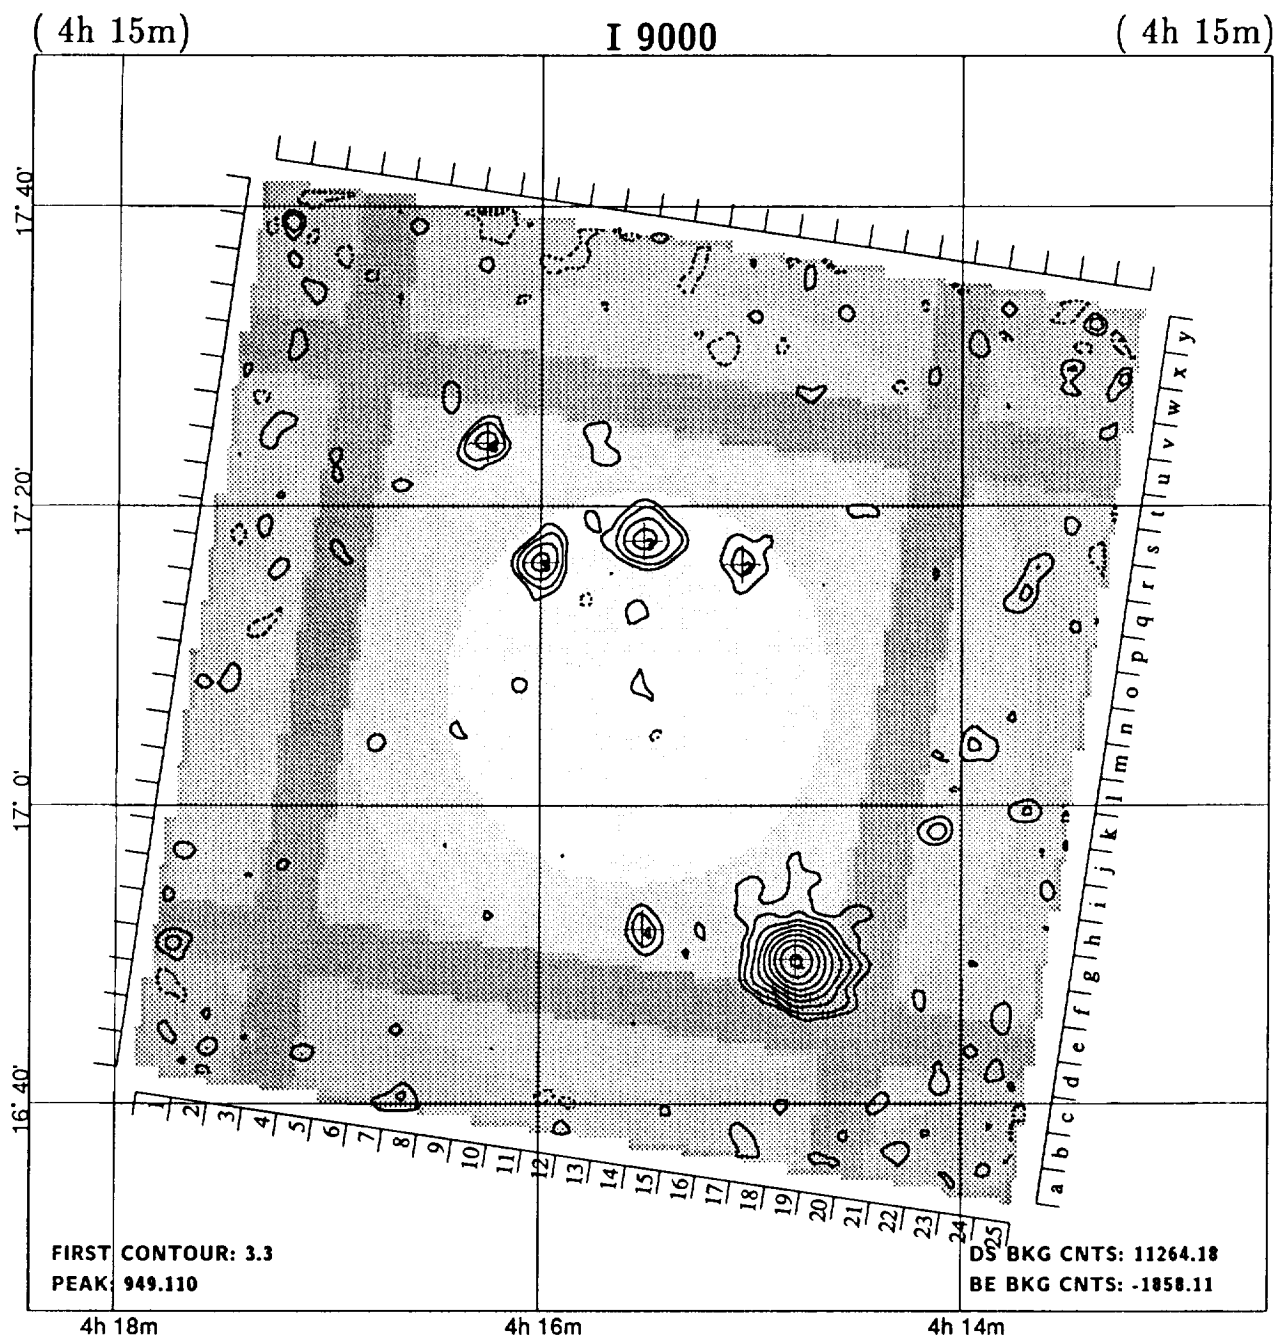 ( 4h 15m) I 9000 ( 4h 15m)
17° 40'
17° 20'
17° 0'
16° 40'
y
x
w
v
u
t
s
r
q
p
o
n
m
l
k
j
i
h
g
f
e
d
c
b
a
1 2 3 4 5 6 7 8 9 10 11 12 13 14 15 16 17 18 19 20 21 22 23 24 25
FIRST CONTOUR: 3.3
PEAK: 949.110
DS BKG CNTS: 11264.18
BE BKG CNTS: -1858.11
4h 18m 4h 16m 4h 14m